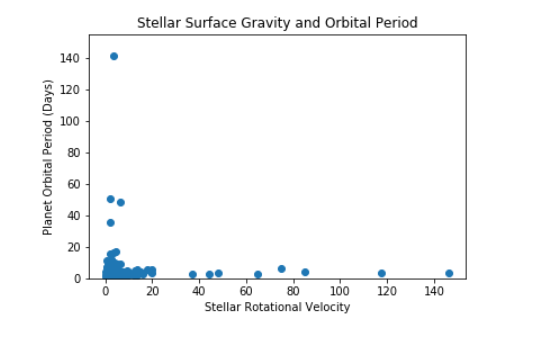 Stellar Surface Gravity and Orbital Period
140
120
100
80
60
40
20
0
Planet Orbital Period (Days)
0 20 40 60 80 100 120 140
Stellar Rotational Velocity